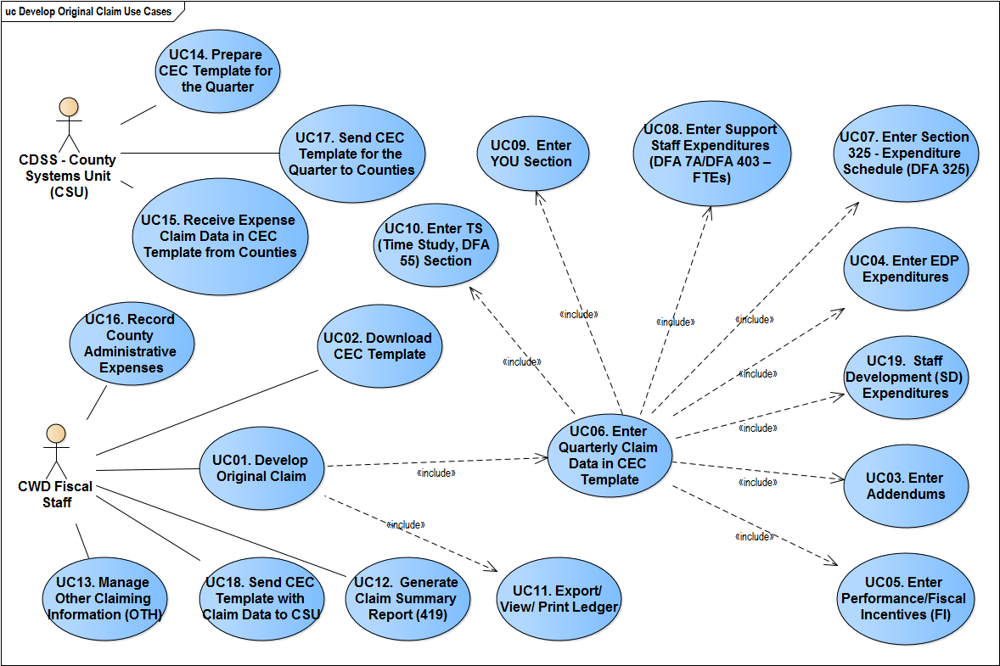 uc Develop Original Claim Use Cases
UC14. Prepare
CEC Template for
the Quarter
CDSS - County
Systems Unit
(CSU)
UC17. Send CEC
Template for the
Quarter to Counties
UC15. Receive Expense
Claim Data in CEC
Template from Counties
UC09.  Enter
YOU Section
UC08. Enter Support
Staff Expenditures
(DFA 7A/DFA 403 –
FTEs)
UC07. Enter Section
325 - Expenditure
Schedule (DFA 325)
UC10. Enter TS
(Time Study, DFA
55) Section
UC04. Enter EDP
Expenditures
«include»
«include»
«include»
«include»
«include»
«include»
«include»
«include»
«include»
«include»
UC16. Record
County
Administrative
Expenses
UC02. Download
CEC Template
UC19.  Staff
Development (SD)
Expenditures
CWD Fiscal
Staff
UC01. Develop
Original Claim
UC06. Enter
Quarterly Claim
Data in CEC
Template
UC03. Enter
Addendums
UC13. Manage
Other Claiming
Information (OTH)
UC18. Send CEC
Template with
Claim Data to CSU
UC12.  Generate
Claim Summary
Report (419)
UC11. Export/
View/ Print Ledger
UC05. Enter
Performance/Fiscal
Incentives (FI)